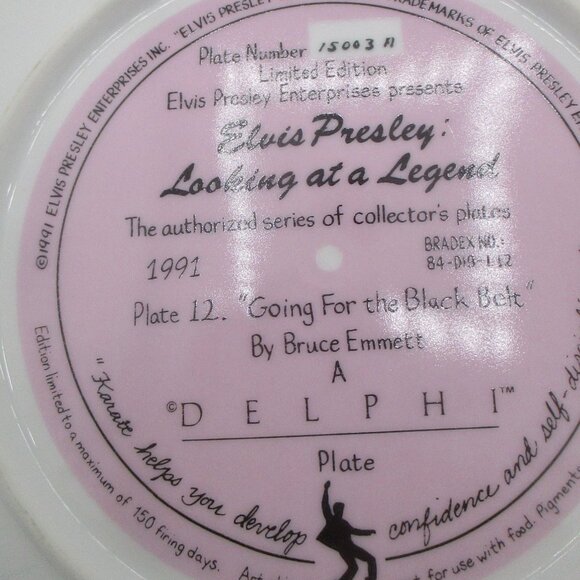 ©1991 ELVIS PRESLEY ENTERPRISES INC. "ELVIS PRESLEY
TRADEMARKS OF ELVIS PRESLEY
Plate Number 15003 A
Limited Edition
Elvis Presley Enterprises presents
Elvis Presley:
Looking at a Legend
The authorized series of collector's plates
1991
BRADEX NO.:
84-D19-1.12
Plate 12. "Going For the Black Belt"
By Bruce Emmett
A
©DELPHI™
Plate
"Karate helps you develop confidence and self-
Edition limited to a maximum of 150 firing days.
for use with food.